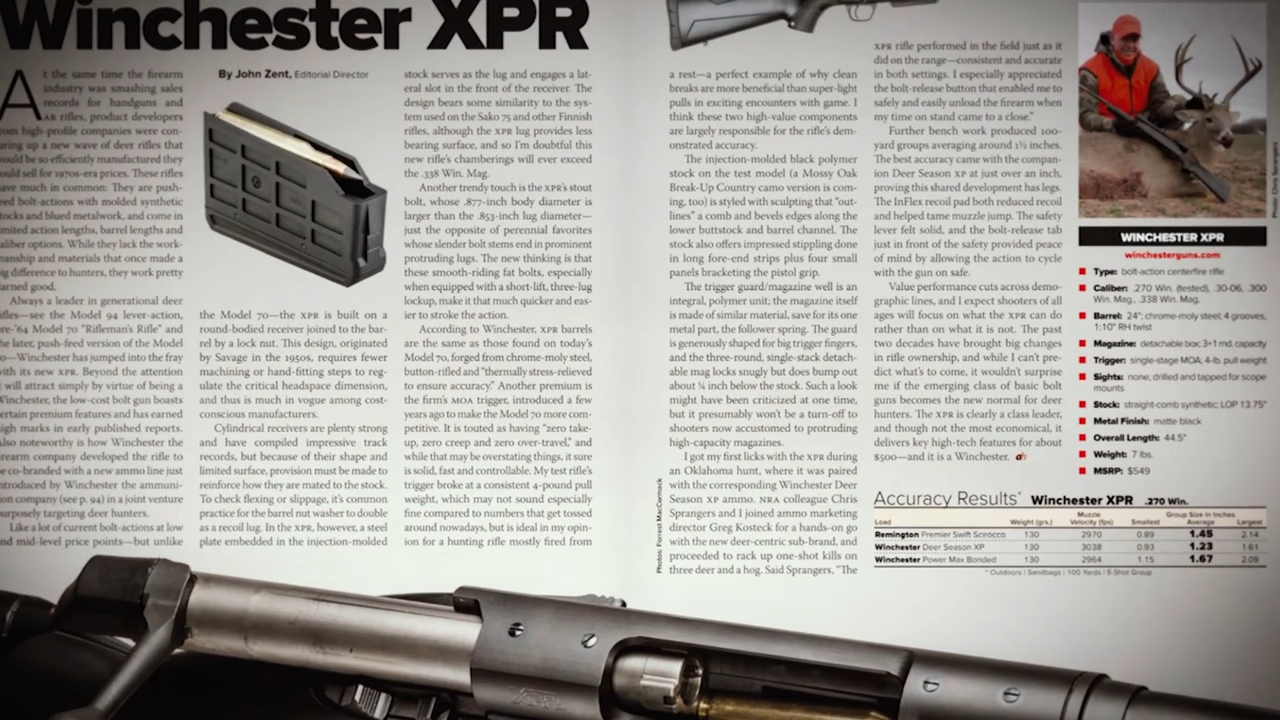 Winchester XPR
By John Zent, Editorial Director
At the same time the firearm
industry was smashing sales
records for handguns and
AR rifles, product developers
from high-profile companies were con-
juring up a new wave of deer rifles that
would be so efficiently manufactured they
could sell for 1970s-era prices. These rifles
have much in common: They are push-
feed bolt-actions with molded synthetic
stocks and blued metalwork, and come in
limited action lengths, barrel lengths and
caliber options. While they lack the work-
manship and materials that once made a
big difference to hunters, they work pretty
darned good.
Always a leader in generational deer
rifles—see the Model 94 lever-action,
pre-'64 Model 70 “Rifleman's Rifle” and
the later, push-feed version of the Model
70—Winchester has jumped into the fray
with its new XPR. Beyond the attention
it will attract simply by virtue of being a
Winchester, the low-cost bolt gun boasts
certain premium features and has earned
high marks in early published reports.
Also noteworthy is how Winchester the
firearm company developed the rifle to
be co-branded with a new ammo line just
introduced by Winchester the ammuni-
tion company (see p. 94) in a joint venture
purposely targeting deer hunters.
Like a lot of current bolt-actions at low
and mid-level price points—but unlike
the Model 70—the XPR is built on a
round-bodied receiver joined to the bar-
rel by a lock nut. This design, originated
by Savage in the 1950s, requires fewer
machining or hand-fitting steps to reg-
ulate the critical headspace dimension,
and thus is much in vogue among cost-
conscious manufacturers.
Cylindrical receivers are plenty strong
and have compiled impressive track
records, but because of their shape and
limited surface, provision must be made to
reinforce how they are mated to the stock.
To check flexing or slippage, it's common
practice for the barrel nut washer to double
as a recoil lug. In the XPR, however, a steel
plate embedded in the injection-molded
stock serves as the lug and engages a lat-
eral slot in the front of the receiver. The
design bears some similarity to the sys-
tem used on the Sako 75 and other Finnish
rifles, although the XPR lug provides less
bearing surface, and so I'm doubtful this
new rifle's chamberings will ever exceed
the .338 Win. Mag.
Another trendy touch is the XPR's stout
bolt, whose .877-inch body diameter is
larger than the .853-inch lug diameter—
just the opposite of perennial favorites
whose slender bolt stems end in prominent
protruding lugs. The new thinking is that
these smooth-riding fat bolts, especially
when equipped with a short-lift, three-lug
lockup, make it that much quicker and eas-
ier to stroke the action.
According to Winchester, XPR barrels
are the same as those found on today's
Model 70, forged from chrome-moly steel,
button-rifled and “thermally stress-relieved
to ensure accuracy.” Another premium is
the firm's MOA trigger, introduced a few
years ago to make the Model 70 more com-
petitive. It is touted as having “zero take-
up, zero creep and zero over-travel,” and
while that may be overstating things, it sure
is solid, fast and controllable. My test rifle's
trigger broke at a consistent 4-pound pull
weight, which may not sound especially
fine compared to numbers that get tossed
around nowadays, but is ideal in my opin-
ion for a hunting rifle mostly fired from
a rest—a perfect example of why clean
breaks are more beneficial than super-light
pulls in exciting encounters with game. I
think these two high-value components
are largely responsible for the rifle's dem-
onstrated accuracy.
The injection-molded black polymer
stock on the test model (a Mossy Oak
Break-Up Country camo version is com-
ing, too) is styled with sculpting that “out-
lines” a comb and bevels edges along the
lower buttstock and barrel channel. The
stock also offers impressed stippling done
in long fore-end strips plus four small
panels bracketing the pistol grip.
The trigger guard/magazine well is an
integral, polymer unit; the magazine itself
is made of similar material, save for its one
metal part, the follower spring. The guard
is generously shaped for big trigger fingers,
and the three-round, single-stack detach-
able mag locks snugly but does bump out
about ¼ inch below the stock. Such a look
might have been criticized at one time,
but it presumably won't be a turn-off to
shooters now accustomed to protruding
high-capacity magazines.
I got my first licks with the XPR during
an Oklahoma hunt, where it was paired
with the corresponding Winchester Deer
Season XP ammo. NRA colleague Chris
Sprangers and I joined ammo marketing
director Greg Kosteck for a hands-on go
with the new deer-centric sub-brand, and
proceeded to rack up one-shot kills on
three deer and a hog. Said Sprangers, “The
XPR rifle performed in the field just as it
did on the range—consistent and accurate
in both settings. I especially appreciated
the bolt-release button that enabled me to
safely and easily unload the firearm when
my time on stand came to a close.”
Further bench work produced 100-
yard groups averaging around 1½ inches.
The best accuracy came with the compan-
ion Deer Season XP at just over an inch,
proving this shared development has legs.
The InFlex recoil pad both reduced recoil
and helped tame muzzle jump. The safety
lever felt solid, and the bolt-release tab
just in front of the safety provided peace
of mind by allowing the action to cycle
with the gun on safe.
Value performance cuts across demo-
graphic lines, and I expect shooters of all
ages will focus on what the XPR can do
rather than on what it is not. The past
two decades have brought big changes
in rifle ownership, and while I can't pre-
dict what's to come, it wouldn't surprise
me if the emerging class of basic bolt
guns becomes the new normal for deer
hunters. The XPR is clearly a class leader,
and though not the most economical, it
delivers key high-tech features for about
$500—and it is a Winchester. ah
Photo: Forrest MacCormack
Photo: Chris Sprangers
WINCHESTER XPR
winchesterguns.com
Type: bolt-action centerfire rifle
Caliber: .270 Win. (tested), .30-06, .300
Win. Mag., .338 Win. Mag.
Barrel: 24"; chrome-moly steel; 4 grooves,
1:10" RH twist
Magazine: detachable box; 3+1 md. capacity
Trigger: single-stage MOA; 4-lb. pull weight
Sights: none; drilled and tapped for scope
mounts
Stock: straight-comb synthetic; LOP 13.75"
Metal Finish: matte black
Overall Length: 44.5"
Weight: 7 lbs.
MSRP: $549
Accuracy Results* Winchester XPR .270 Win.
Load Weight (grs.) Muzzle Velocity (fps) Group Size in Inches Smallest Average Largest
Remington Premier Swift Scirocco 130 2970 0.89 1.45 2.14
Winchester Deer Season XP 130 3038 0.93 1.23 1.61
Winchester Power Max Bonded 130 2964 1.15 1.67 2.09
* Outdoors | Sandbags | 100 Yards | 5-Shot Group
XPR